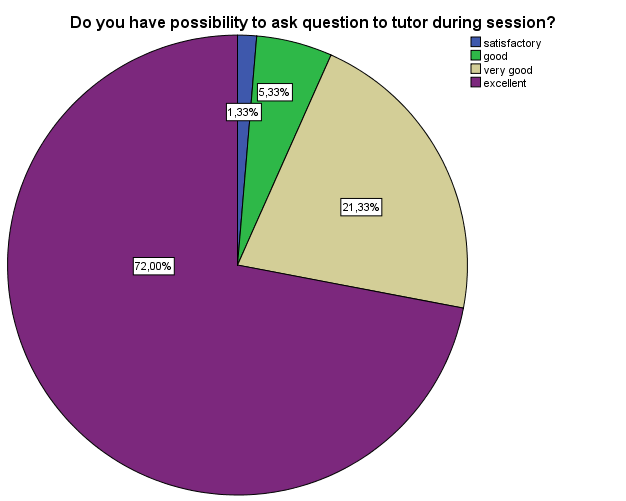 Do you have possibility to ask question to tutor during session?
satisfactory
good
very good
excellent
5,33%
1,33%
21,33%
72,00%